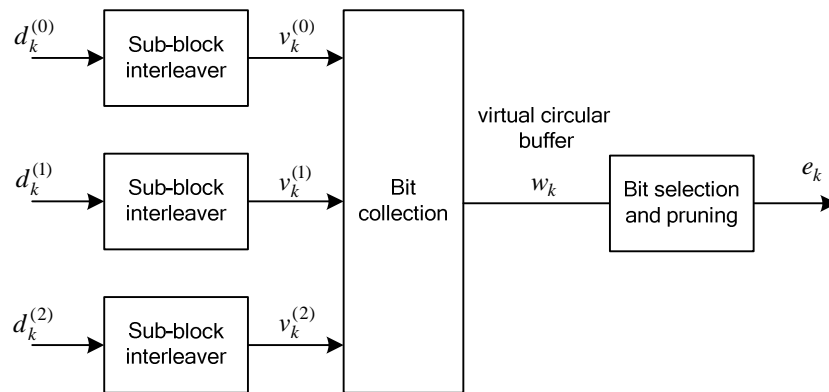 d_k^{(0)}
Sub-block
interleaver
v_k^{(0)}
d_k^{(1)}
Sub-block
interleaver
v_k^{(1)}
d_k^{(2)}
Sub-block
interleaver
v_k^{(2)}
Bit
collection
virtual circular
buffer
w_k
Bit selection
and pruning
e_k